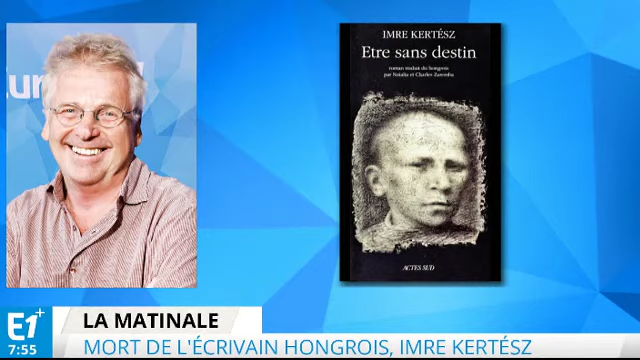 IMRE KERTÉSZ
Etre sans destin
roman traduit du hongrois
par Natalia et Charles Zaremba
ACTES SUD
E1+
LA MATINALE
7:55
MORT DE L'ÉCRIVAIN HONGROIS, IMRE KERTÉSZ